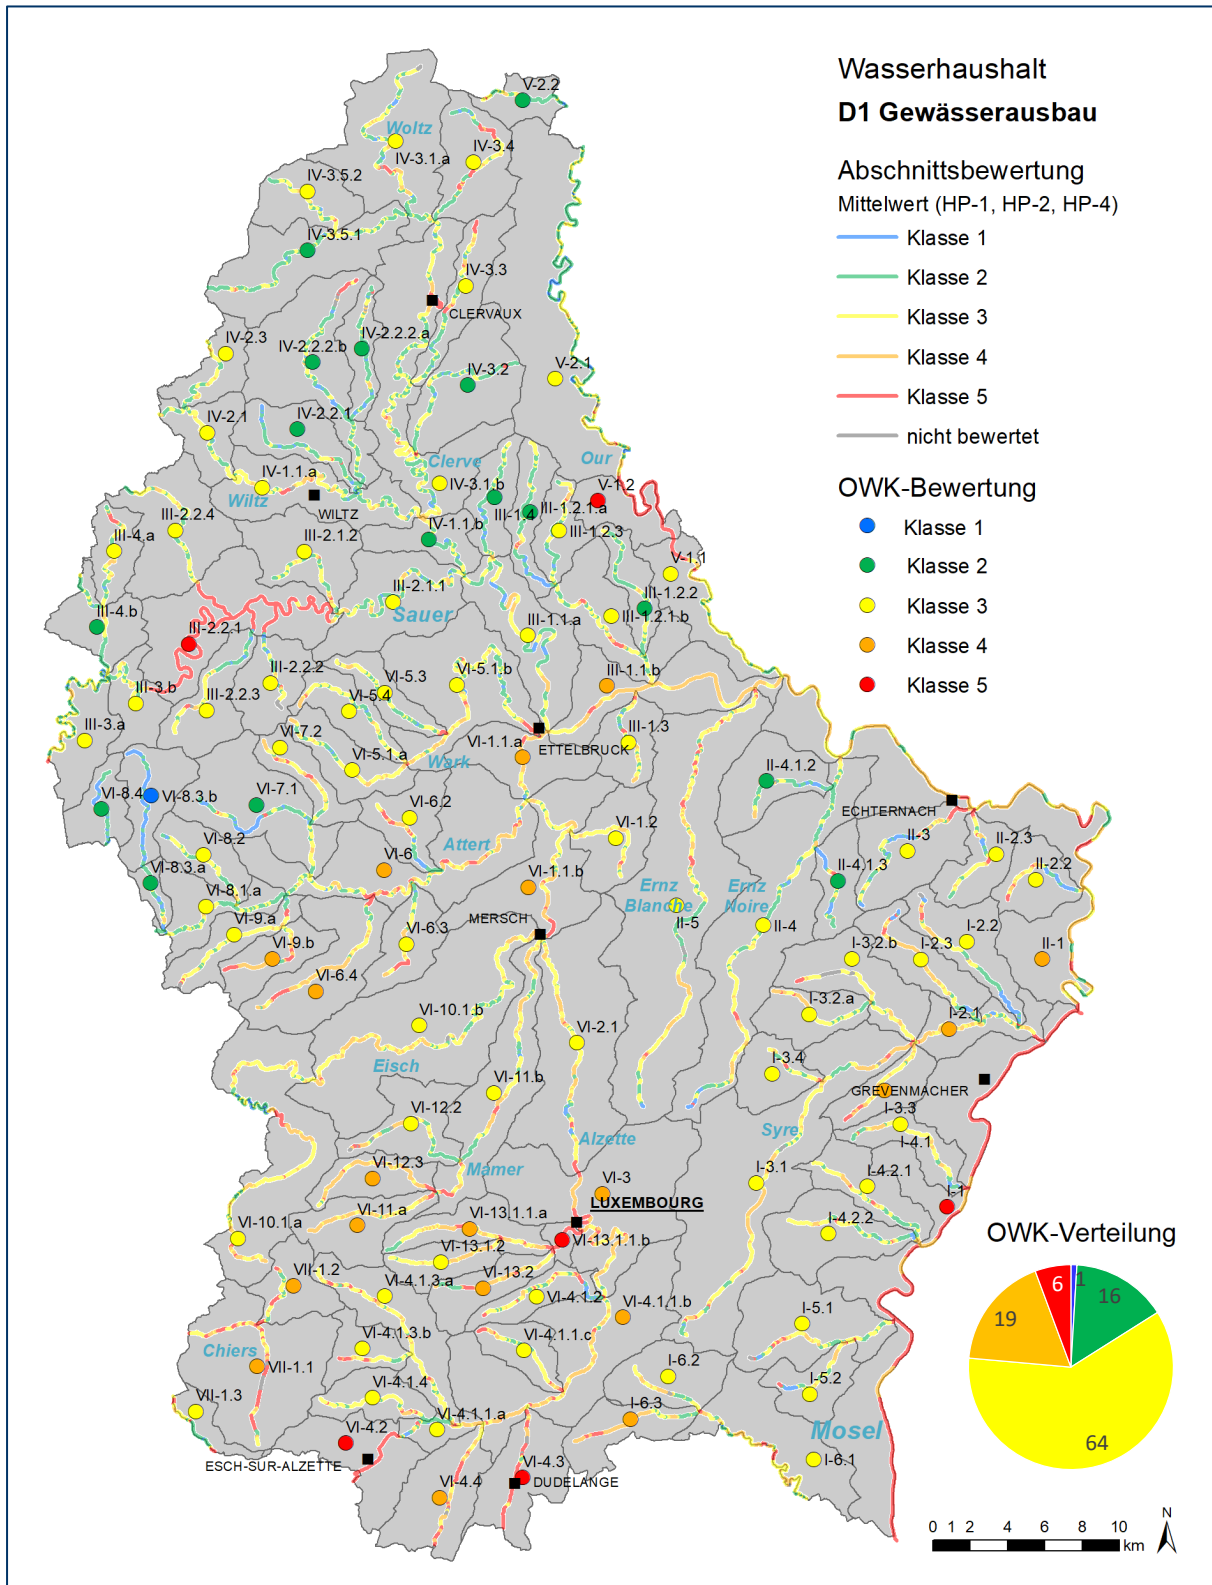 Wasserhaushalt
D1 Gewässerausbau
Abschnittsbewertung
Mittelwert (HP-1, HP-2, HP-4)
Klasse 1
Klasse 2
Klasse 3
Klasse 4
Klasse 5
nicht bewertet
OWK-Bewertung
Klasse 1
Klasse 2
Klasse 3
Klasse 4
Klasse 5
V-2.2
Woltz
IV-3.4
IV-3.1.a
IV-3.5.2
IV-3.5.1
IV-3.3
CLERVAUX
IV-2.3
IV-2.2.2.a
IV-2.2.2.b
V-2.1
IV-3.2
IV-2.1
IV-2.2.1
Clerve
Our
IV-1.1.a
IV-3.1.b
V-1.2
Wiltz
WILTZ
III-2.2.4
III-1.4
III-1.2.1.a
IV-1.1.b
III-4.a
III-2.1.2
III-1.2.3
V-1.1
III-2.1.1
III-1.2.2
III-4.b
Sauer
III-1.1.a
III-1.2.1.b
III-2.2.1
III-2.2.2
VI-5.3
VI-5.1.b
III-1.1.b
III-3.b
III-2.2.3
VI-5.4
III-3.a
VI-7.2
III-1.3
VI-1.1.a
ETTELBRUCK
VI-5.1.a
Wark
II-4.1.2
VI-8.4
VI-8.3.b
VI-7.1
VI-6.2
ECHTERNACH
VI-1.2
II-3
VI-8.2
Attert
II-2.3
VI-6
VI-8.3.a
II-4.1.3
II-2.2
VI-1.1.b
Ernz
Blanche
Ernz
Noire
VI-8.1.a
MERSCH
VI-9.a
II-5
II-4
I-2.2
VI-9.b
VI-6.3
I-3.2.b
I-2.3
II-1
VI-6.4
I-3.2.a
VI-10.1.b
I-2.1
VI-2.1
Eisch
I-3.4
VI-11.b
GREVENMACHER
VI-12.2
I-3.3
Syre
I-4.1
Alzette
VI-12.3
Mamer
VI-3
I-3.1
I-4.2.1
LUXEMBOURG
I-1
VI-11.a
VI-13.1.1.a
VI-10.1.a
I-4.2.2
VI-13.1.1.b
VI-13.1.2
VII-1.2
VI-4.1.3.a
VI-13.2
VI-4.1.2
VI-4.1.1.b
I-5.1
VI-4.1.3.b
VI-4.1.1.c
Chiers
VII-1.1
I-6.2
I-5.2
VI-4.1.4
VII-1.3
VI-4.1.1.a
I-6.3
Mosel
VI-4.2
ESCH-SUR-ALZETTE
VI-4.3
I-6.1
DUDELANGE
VI-4.4
OWK-Verteilung
1
16
64
19
6
N
0 1 2 4 6 8 10
km